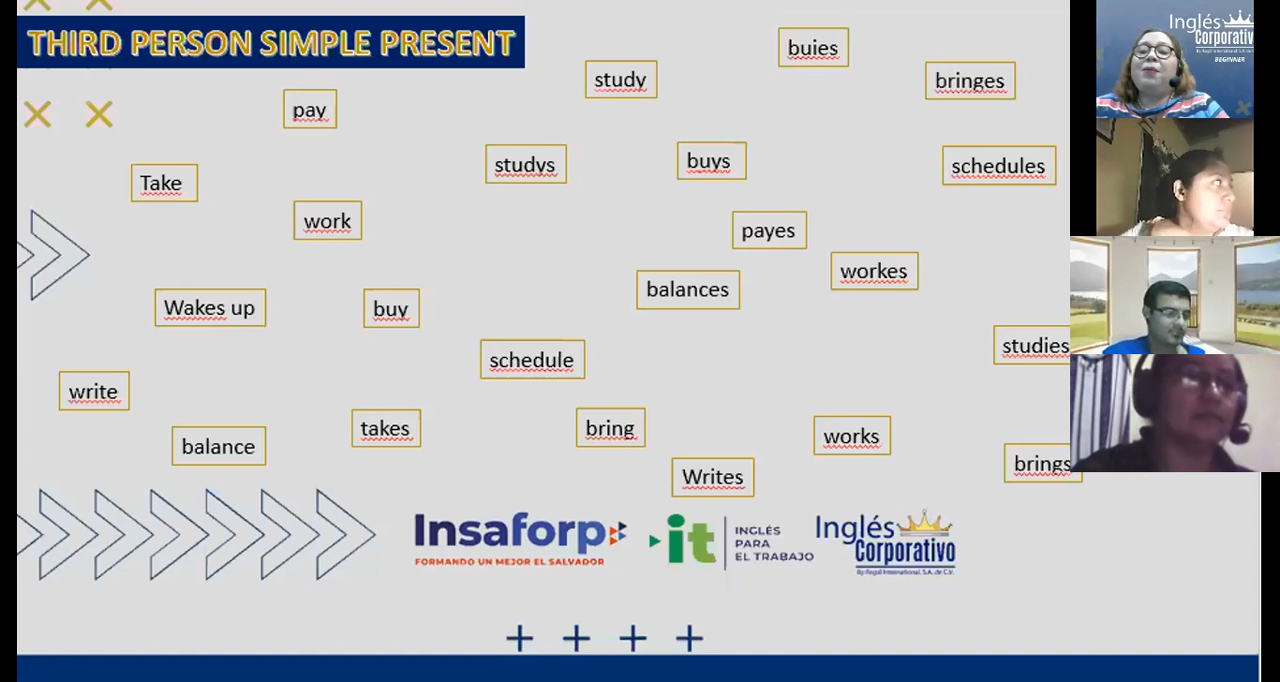 THIRD PERSON SIMPLE PRESENT
buies
study
bringes
pay
studys
buys
schedules
Take
work
payes
workes
balances
Wakes up
buy
studies
schedule
write
takes
bring
works
balance
brings
Writes
Insaforp
FORMANDO UN MEJOR EL SALVADOR
it
INGLÉS
PARA
EL TRABAJO
Inglés
Corporativo
By Regall International, S.A. de C.V.
Inglés
Corporativ
BEGINNER